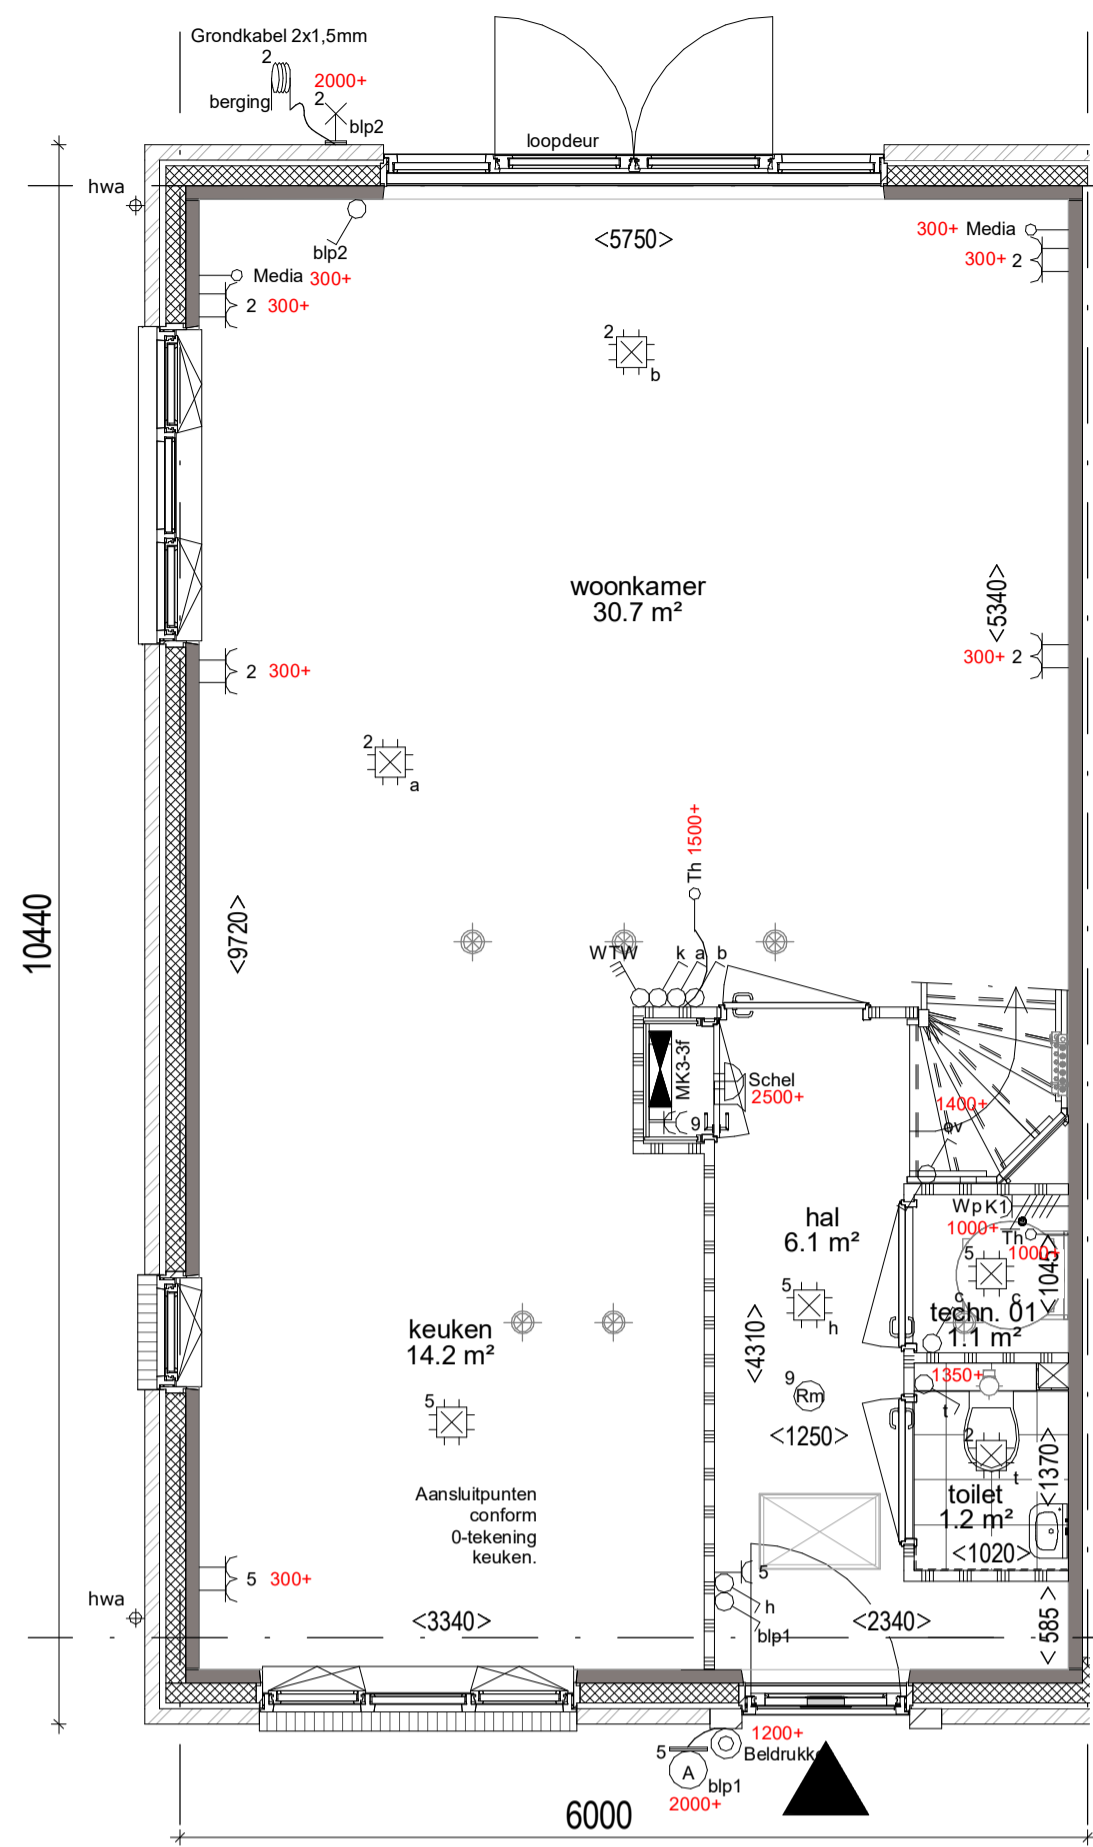 Grondkabel 2x1,5mm
2
2000+
berging
2
blp2
loopdeur
hwa
blp2
<5750>
300+ Media
300+ 2
Media 300+
2 300+
2
b
woonkamer
30.7 m²
<5340>
300+ 2
2 300+
2
a
Th 1500+
10440
<9720>
WTW
k
a
b
MK3-3f
Schel
2500+
9
1400+
hal
6.1 m²
WpK1
1000+
Th
1000+
5
<1045>
c
c
techn. 01
1.1 m²
5
h
<4310>
keuken
14.2 m²
1350+
9
Rm
t
<1250>
5
2
t
<1370>
toilet
1.2 m²
Aansluitpunten
conform
0-tekening
keuken.
<1020>
5 300+
5
hwa
h
blp1
<3340>
<2340>
<585>
1200+
5
A
Beldrukk
blp1
2000+
6000